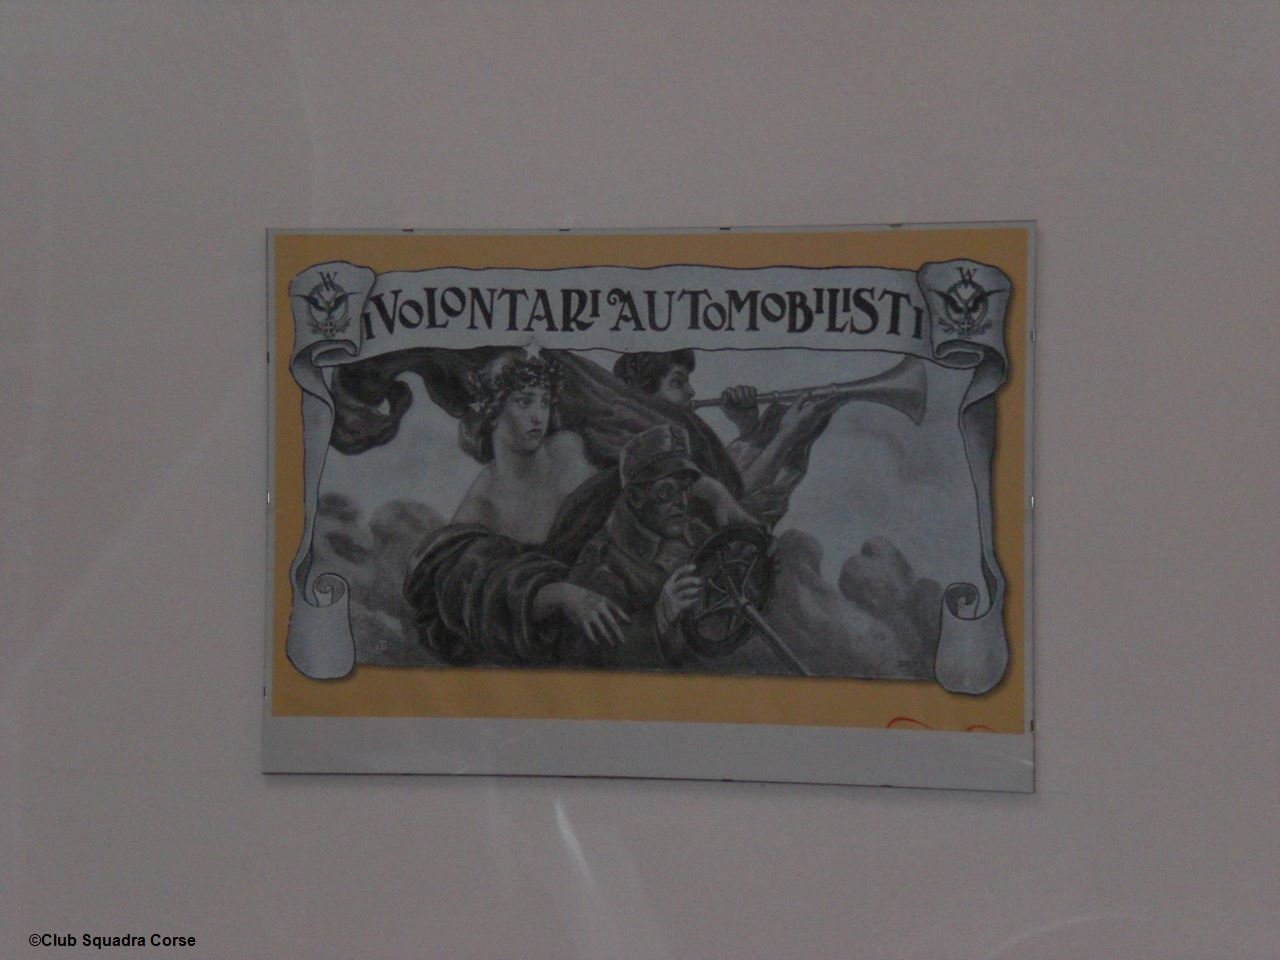 W
W
I VOLONTARI AUTOMOBILISTI
©Club Squadra Corse